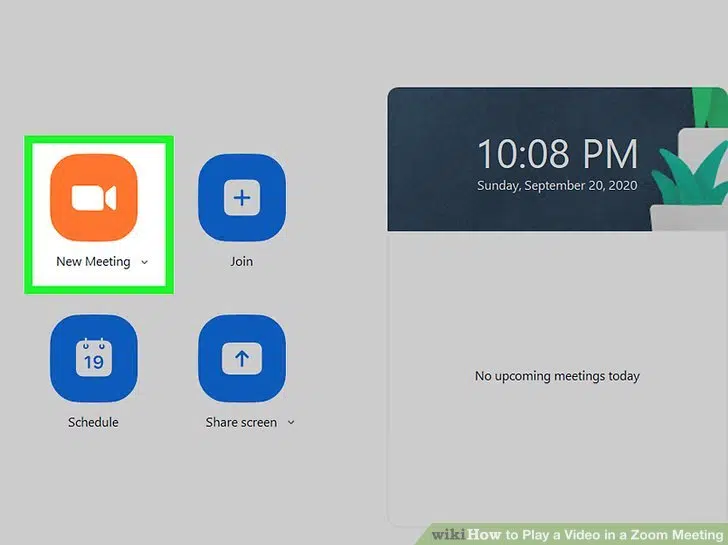 10:08 PM
Sunday, September 20, 2020
New Meeting
Join
19
Schedule
Share screen
No upcoming meetings today
wikiHow to Play a Video in a Zoom Meeting